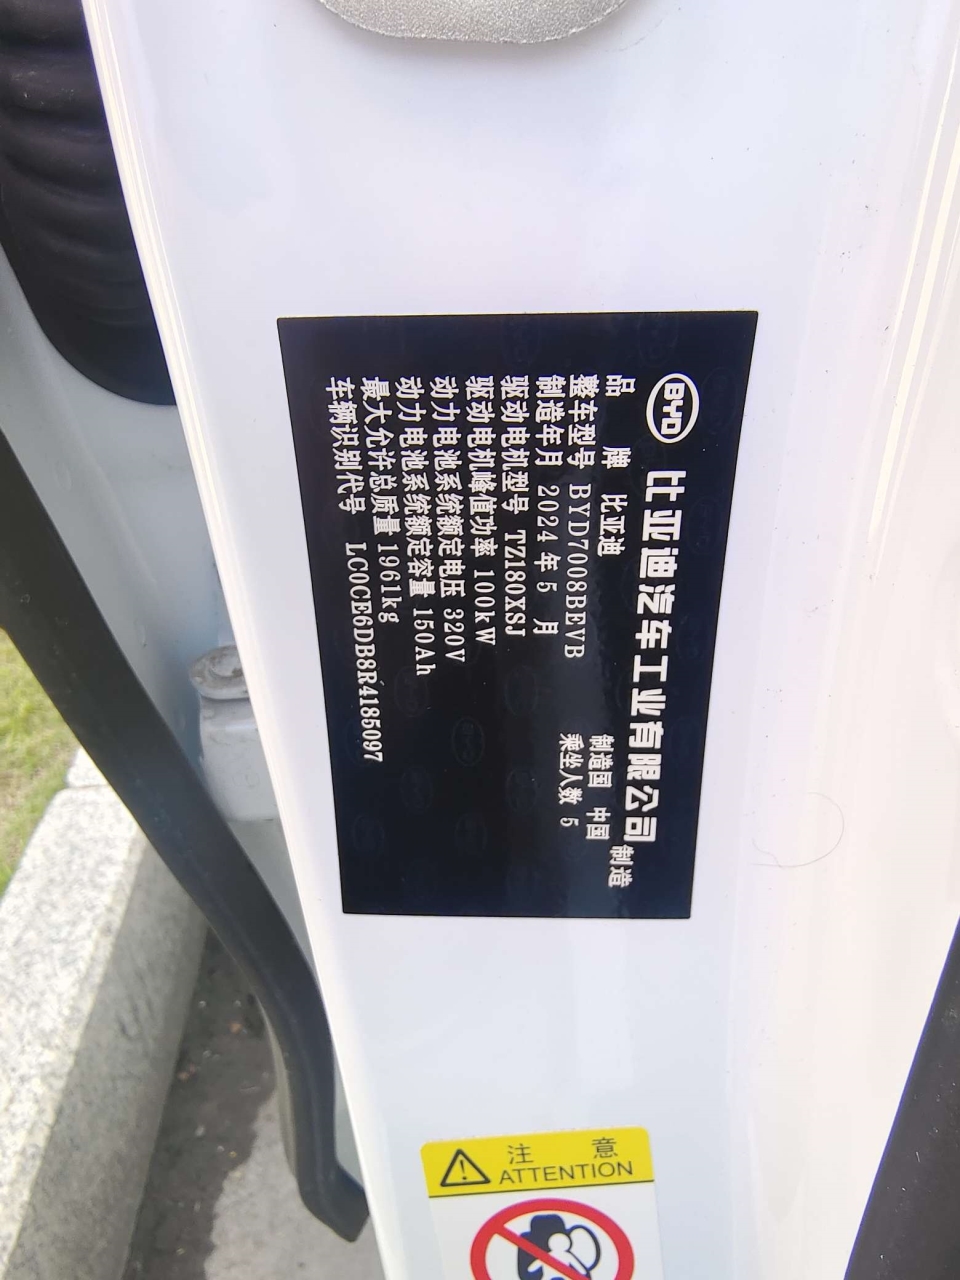 BYD 比亚迪汽车工业有限公司 制造
品 牌 比亚迪 制造国 中国
整车型号 BYD7008BEVB 乘坐人数 5
制造年月 2024 年 5 月
驱动电机型号 TZ180XSJ
驱动电机峰值功率 100kW
动力电池系统额定电压 320V
动力电池系统额定容量 150Ah
最大允许总质量 1961kg
车辆识别代号 LC0CE6DB8R4185097
注 意
ATTENTION